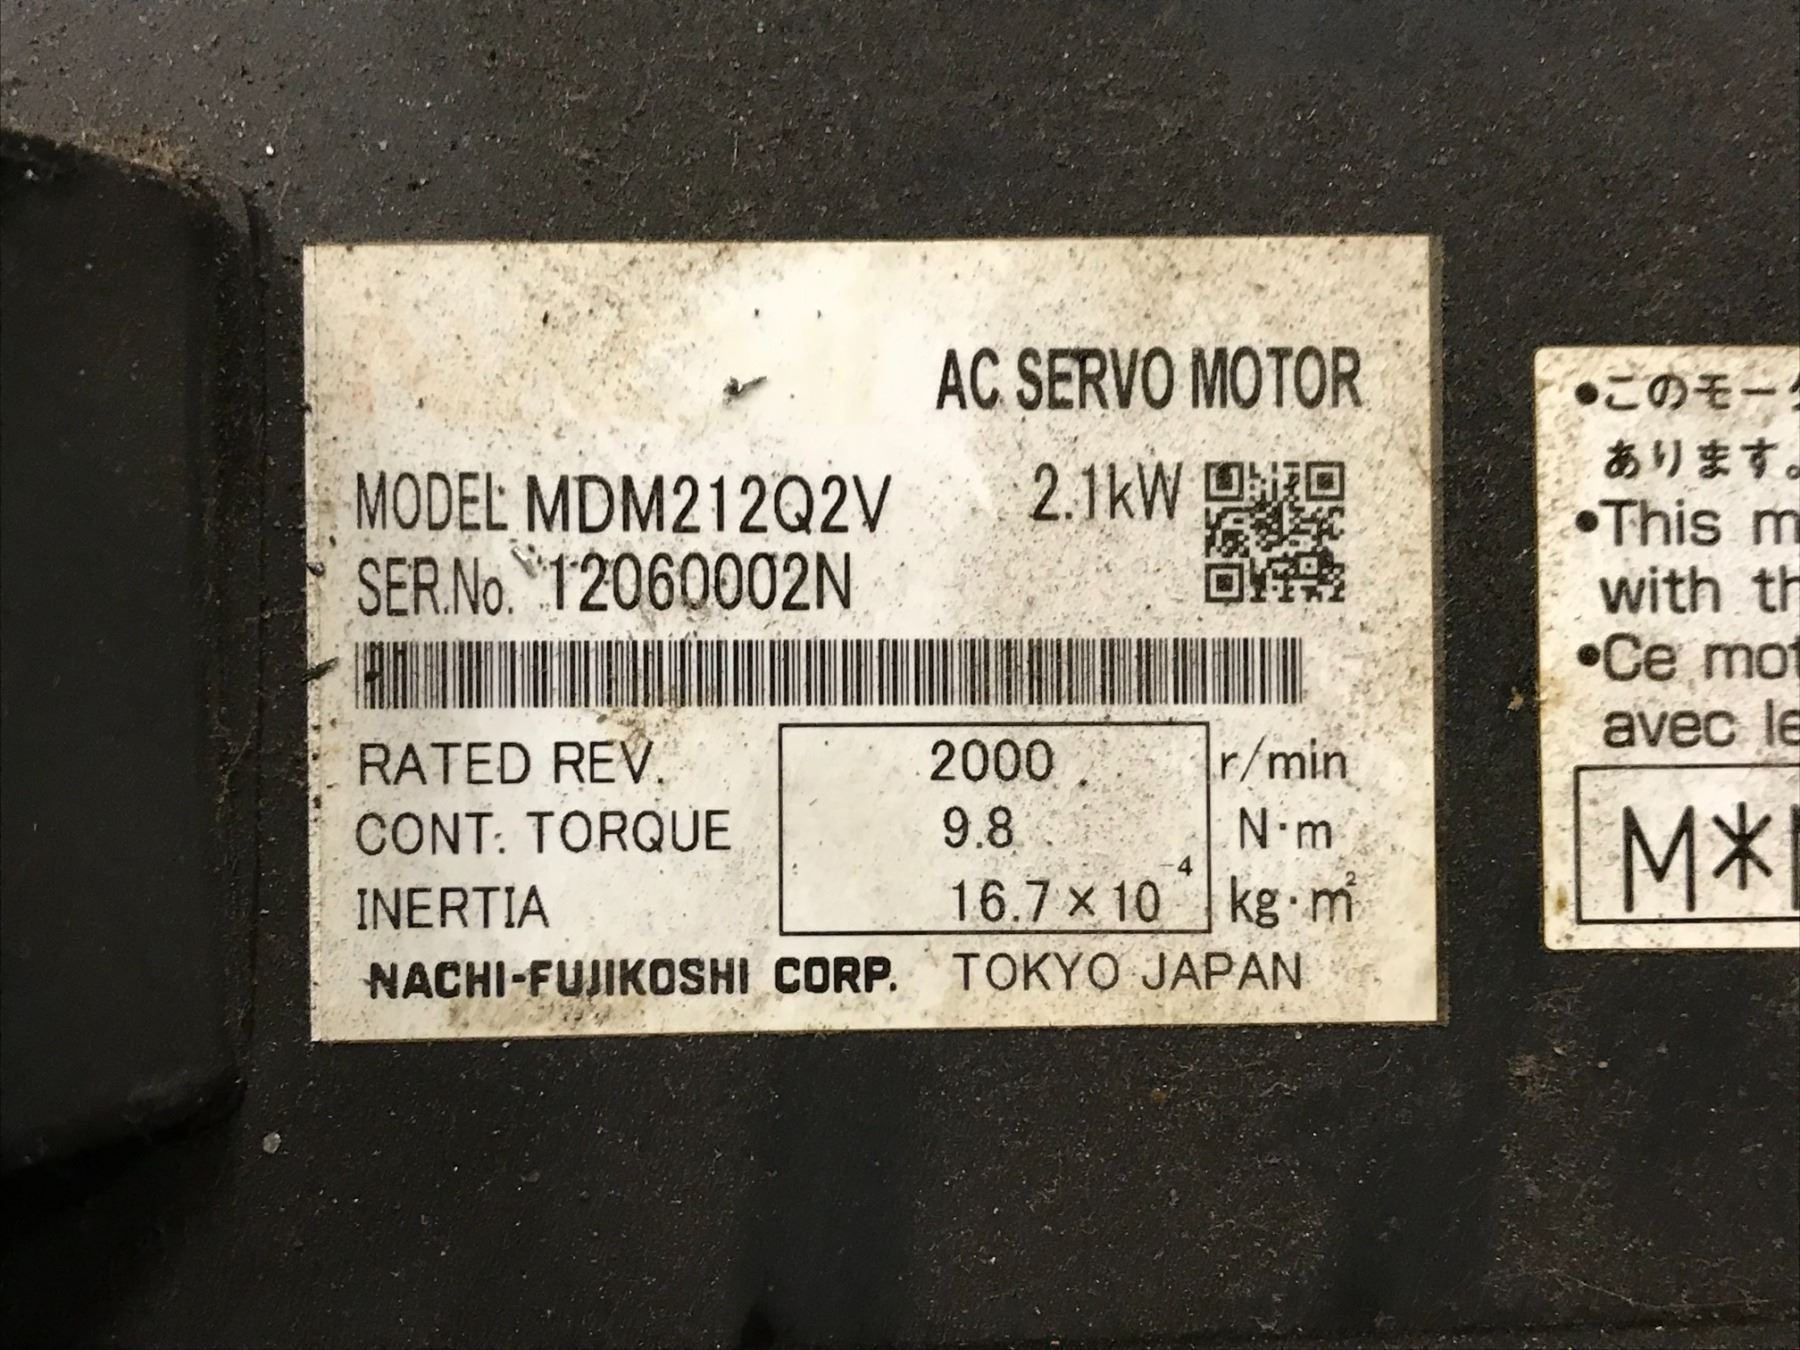 AC SERVO MOTOR
MODEL MDM212Q2V 2.1kW
SER.No. 12060002N
RATED REV. 2000 r/min
CONT. TORQUE 9.8 N·m
INERTIA 16.7×10⁻⁴ kg·m²
NACHI-FUJIKOSHI CORP. TOKYO JAPAN
•このモータ
あります。
•This m
with th
•Ce mot
avec le
M*